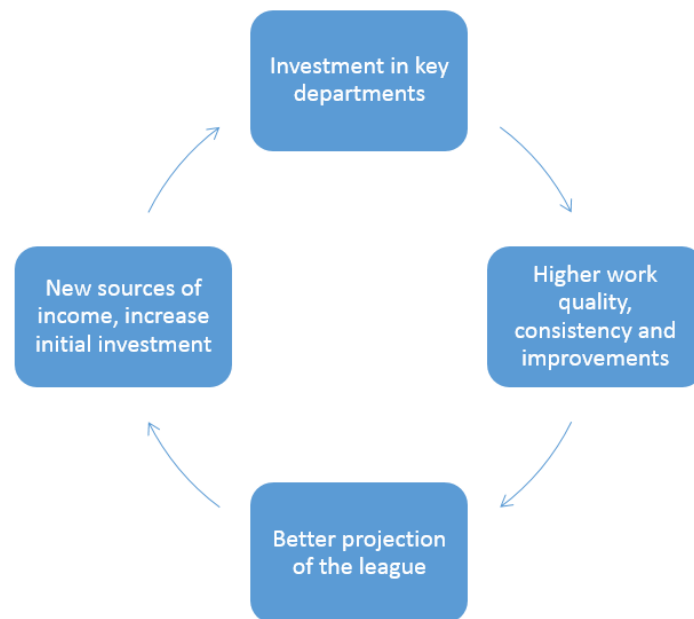 Investment in key
departments
Higher work
quality,
consistency and
improvements
Better projection
of the league
New sources of
income, increase
initial investment